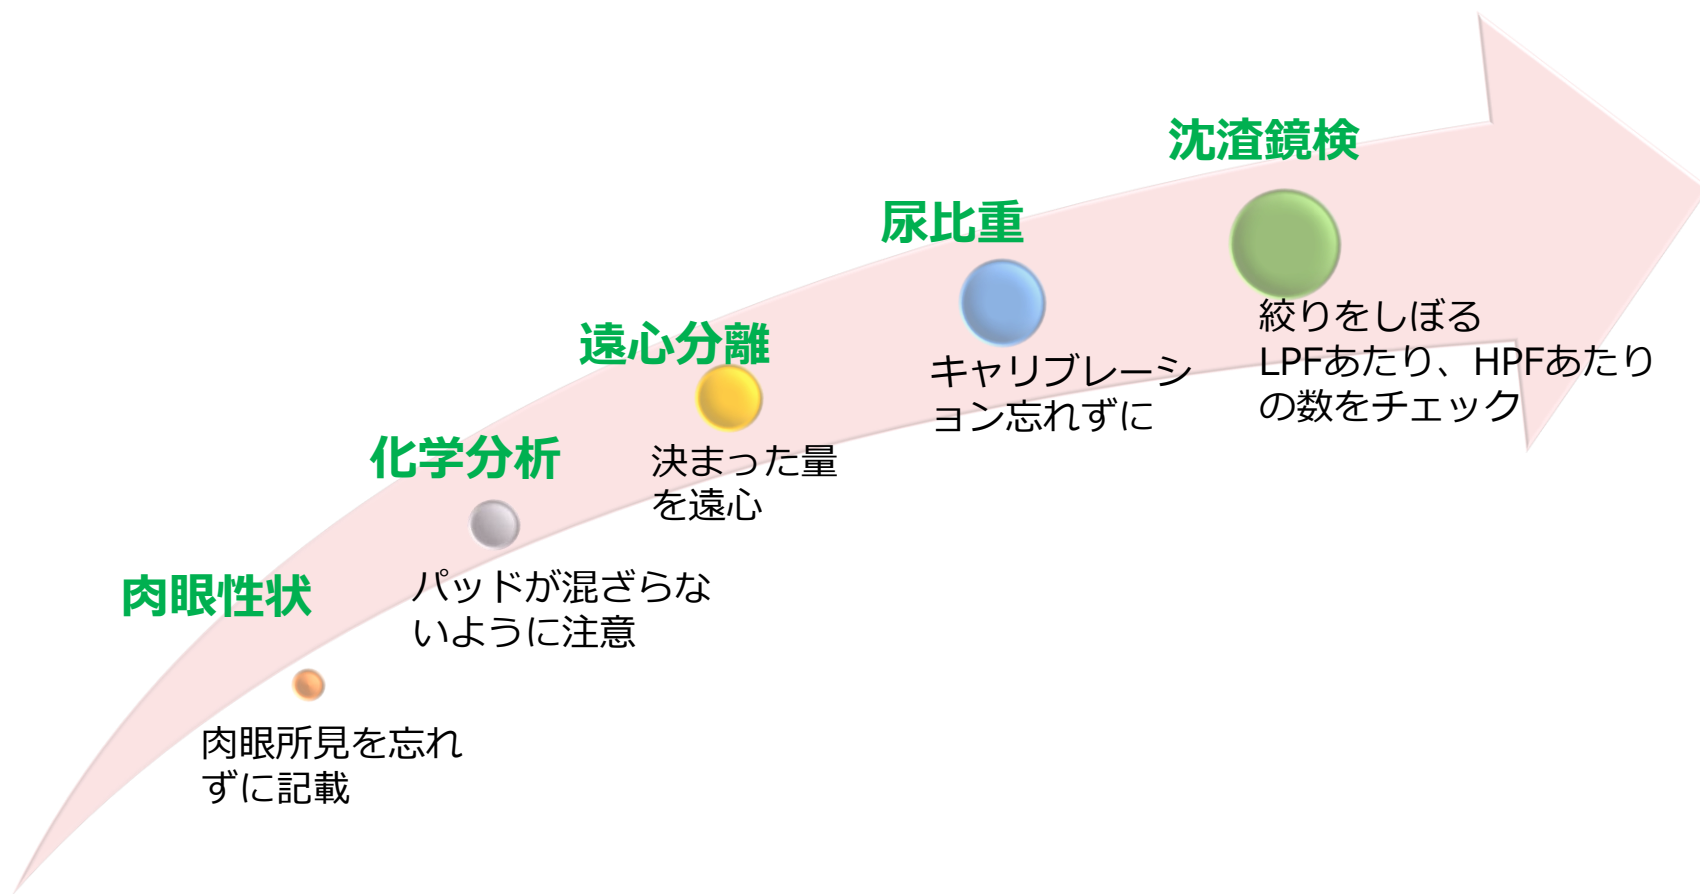 肉眼性状
肉眼所見を忘れ
ずに記載
化学分析
パッドが混ざらな
いように注意
遠心分離
決まった量
を遠心
尿比重
キャリブレーシ
ョン忘れずに
沈渣鏡検
絞りをしぼる
LPFあたり、HPFあたり
の数をチェック